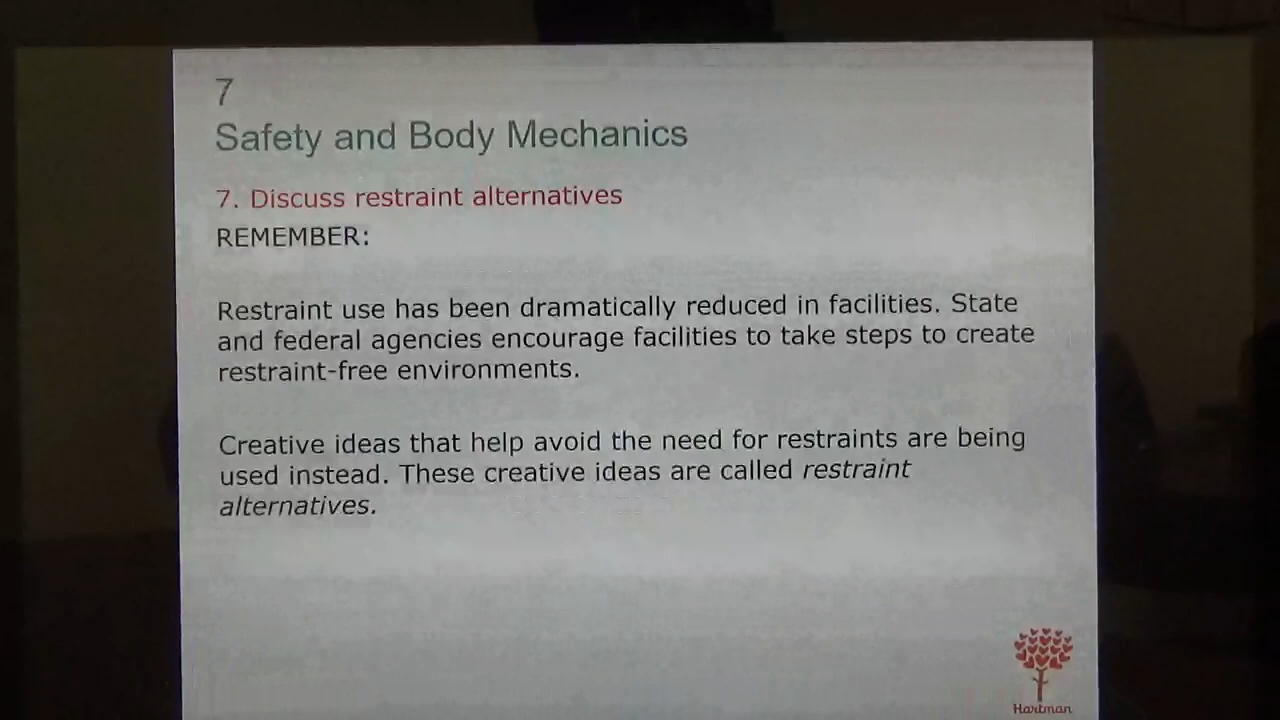 7
Safety and Body Mechanics
7. Discuss restraint alternatives
REMEMBER:
Restraint use has been dramatically reduced in facilities. State
and federal agencies encourage facilities to take steps to create
restraint-free environments.
Creative ideas that help avoid the need for restraints are being
used instead. These creative ideas are called restraint
alternatives.
Hartman